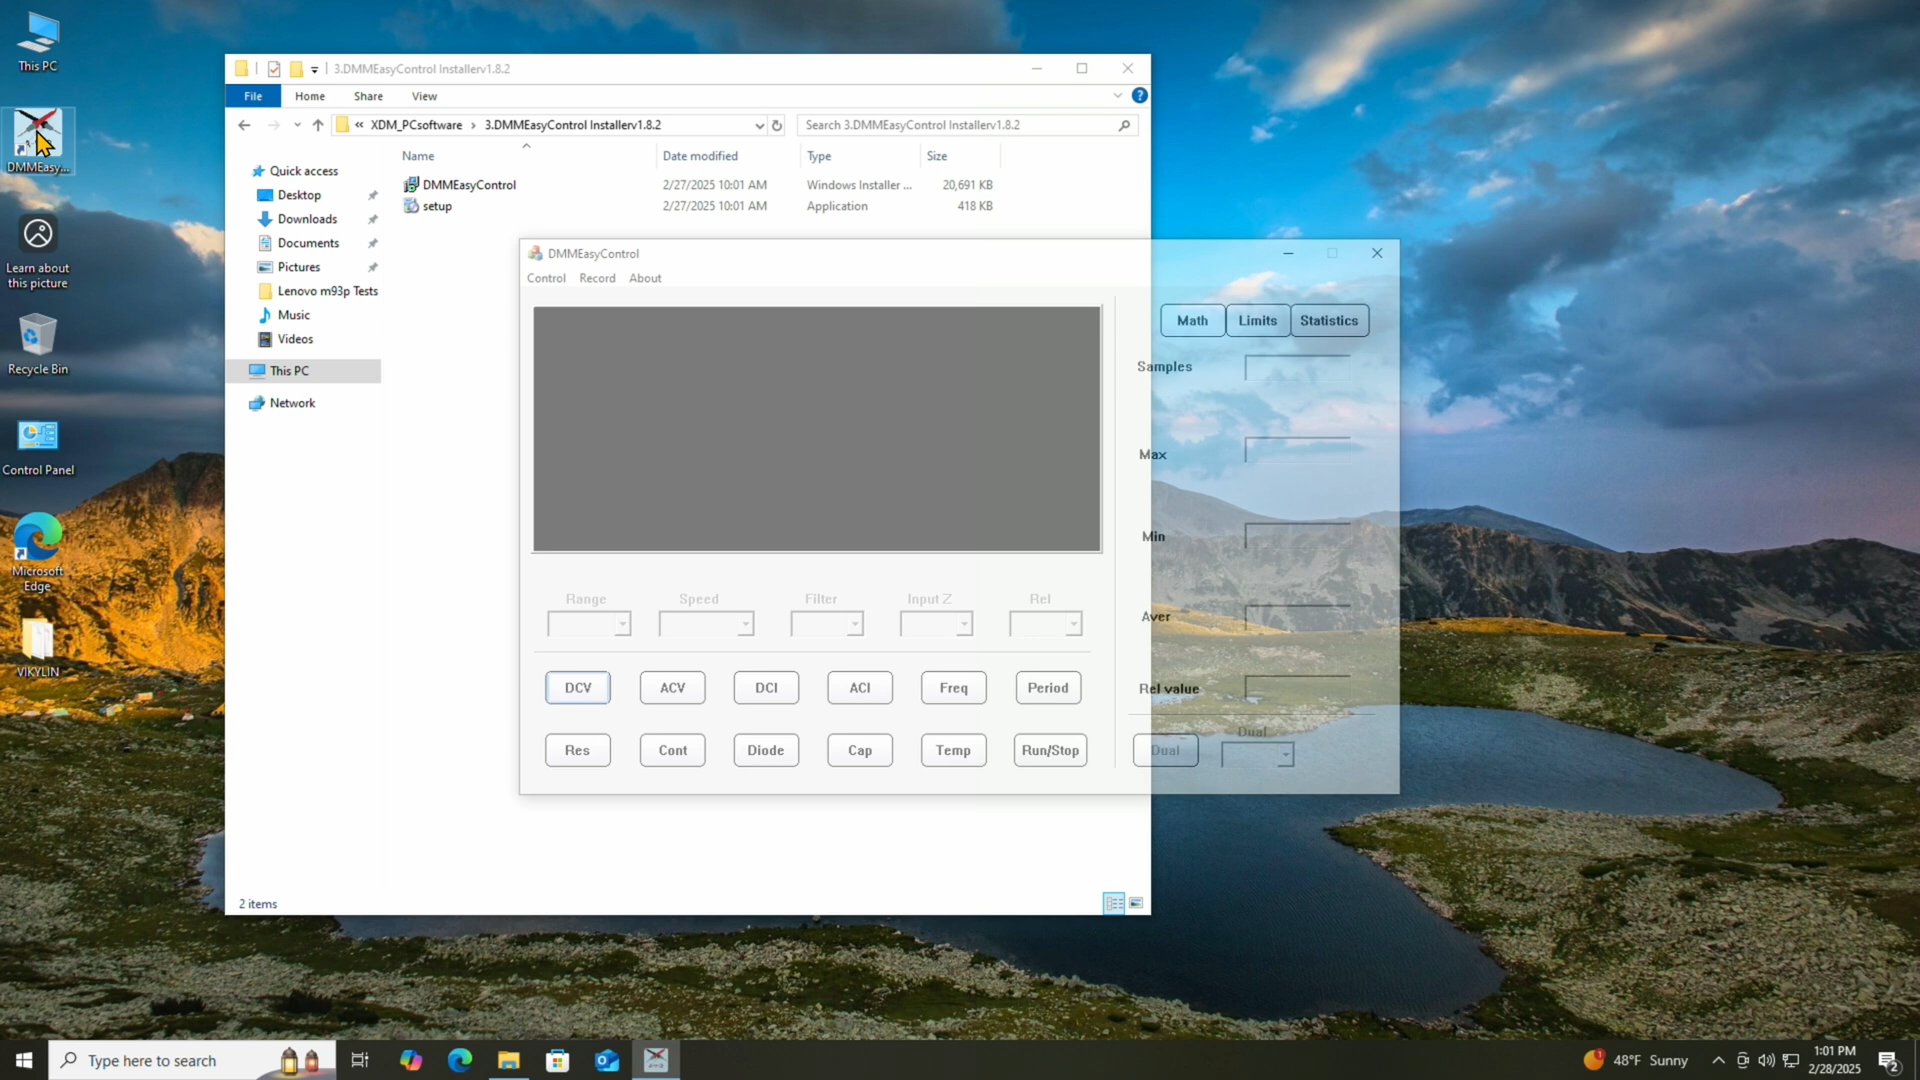 This PC
DMMEasy...
Learn about
this picture
Recycle Bin
Control Panel
Microsoft
Edge
VIKYLIN
3.DMMEasyControl Installerv1.8.2
File Home Share View
« XDM_PCsoftware › 3.DMMEasyControl Installerv1.8.2
Search 3.DMMEasyControl Installerv1.8.2
Name Date modified Type Size
DMMEasyControl 2/27/2025 10:01 AM Windows Installer ... 20,691 KB
setup 2/27/2025 10:01 AM Application 418 KB
Quick access
Desktop
Downloads
Documents
Pictures
Lenovo m93p Tests
Music
Videos
This PC
Network
2 items
DMMEasyControl
Control Record About
Math Limits Statistics
Samples
Max
Min
Aver
Rel value
Range Speed Filter Input Z Rel
DCV ACV DCI ACI Freq Period
Res Cont Diode Cap Temp Run/Stop
Dual
Dual
Type here to search
1
48°F Sunny
1:01 PM
2/28/2025
2